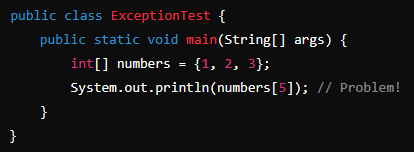 public class ExceptionTest {
    public static void main(String[] args) {
        int[] numbers = {1, 2, 3};
        System.out.println(numbers[5]); // Problem!
    }
}